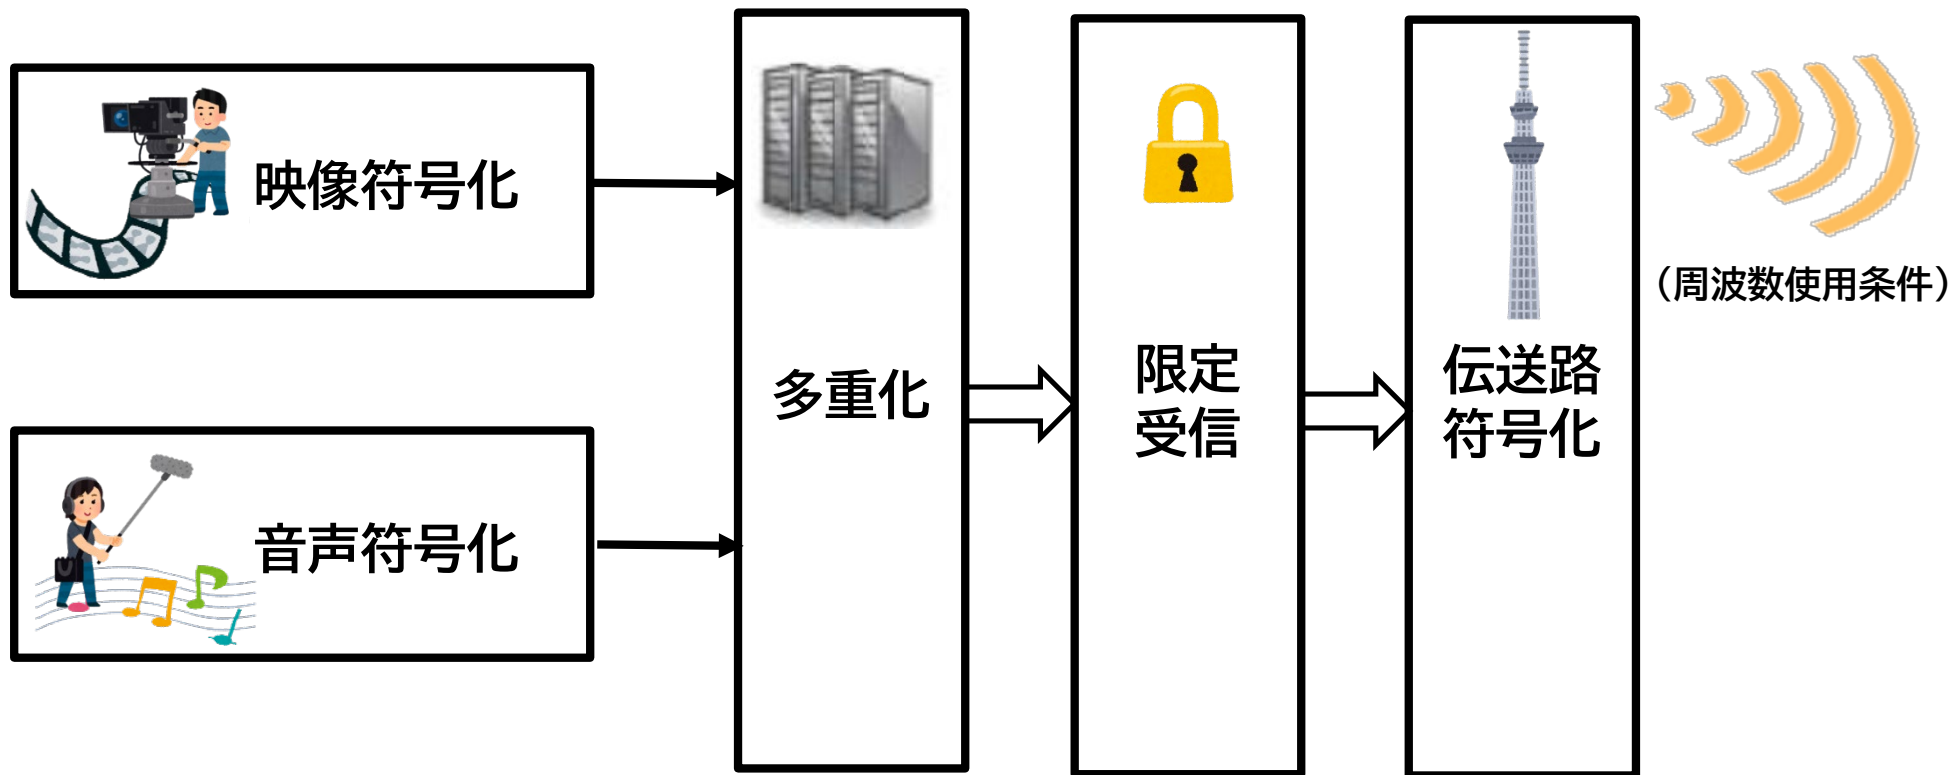 映像符号化
音声符号化
多重化
限定
受信
伝送路
符号化
（周波数使用条件）